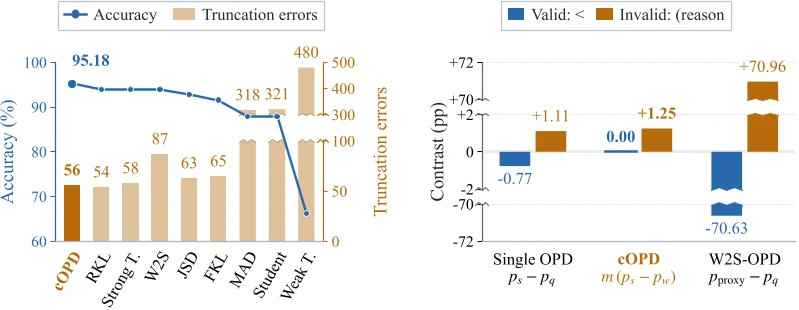 Accuracy
Truncation errors
95.18
480
318 321
87
56 54 58 63 65
100
90
80
70
60
500
400
300
100
50
0
Accuracy (%)
Truncation errors
cOPD
RKL
Strong T.
W2S
JSD
FKL
MAD
Student
Weak T.
Valid: <
Invalid: (reason
Contrast (pp)
+72
+70
+2
0
-2
-70
-72
+70.96
+1.11
+1.25
0.00
-0.77
-70.63
Single OPD
cOPD
W2S-OPD
pₛ − p_q
m (pₛ − p_w)
p_proxy − p_q